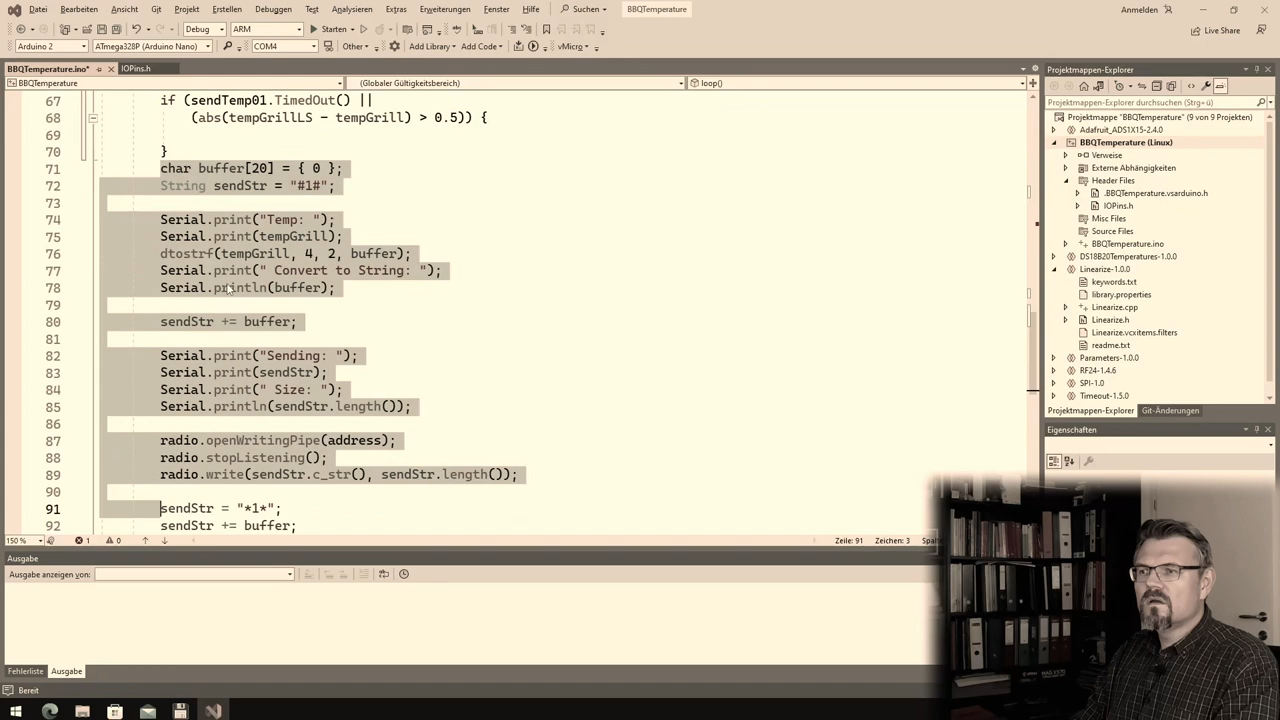 Datei Bearbeiten Ansicht Git Projekt Erstellen Debuggen Test Analysieren Extras Erweiterungen Fenster Hilfe Suchen BBQTemperature Anmelden
Debug ARM Starten Live Share
Arduino 2 ATmega328P (Arduino Nano) COM4 Other Add Library Add Code vMicro
BBQTemperature.ino* IOPins.h
BBQTemperature (Globaler Gültigkeitsbereich) loop()
67 if (sendTemp01.TimedOut() ||
68 (abs(tempGrillLS - tempGrill) > 0.5)) {
69
70 }
71 char buffer[20] = { 0 };
72 String sendStr = "#1#";
73
74 Serial.print("Temp: ");
75 Serial.print(tempGrill);
76 dtostrf(tempGrill, 4, 2, buffer);
77 Serial.print(" Convert to String: ");
78 Serial.println(buffer);
79
80 sendStr += buffer;
81
82 Serial.print("Sending: ");
83 Serial.print(sendStr);
84 Serial.print(" Size: ");
85 Serial.println(sendStr.length());
86
87 radio.openWritingPipe(address);
88 radio.stopListening();
89 radio.write(sendStr.c_str(), sendStr.length());
90
91 sendStr = "*1*";
92 sendStr += buffer;
150 % 1 0 Zeile: 91 Zeichen: 3
Ausgabe
Ausgabe anzeigen von:
Fehlerliste Ausgabe
Bereit
Projektmappen-Explorer
Projektmappen-Explorer durchsuchen (Strg+ü)
Projektmappe "BBQTemperature" (9 von 9 Projekten)
Adafruit_ADS1X15-2.4.0
BBQTemperature (Linux)
Verweise
Externe Abhängigkeiten
Header Files
.BBQTemperature.vsarduino.h
IOPins.h
Misc Files
Source Files
BBQTemperature.ino
DS18B20Temperatures-1.0.0
Linearize-1.0.0
keywords.txt
library.properties
Linearize.cpp
Linearize.h
Linearize.vcxitems.filters
readme.txt
Parameters-1.0.0
RF24-1.4.6
SPI-1.0
Timeout-1.5.0
Projektmappen-Explorer Git-Änderungen
Eigenschaften